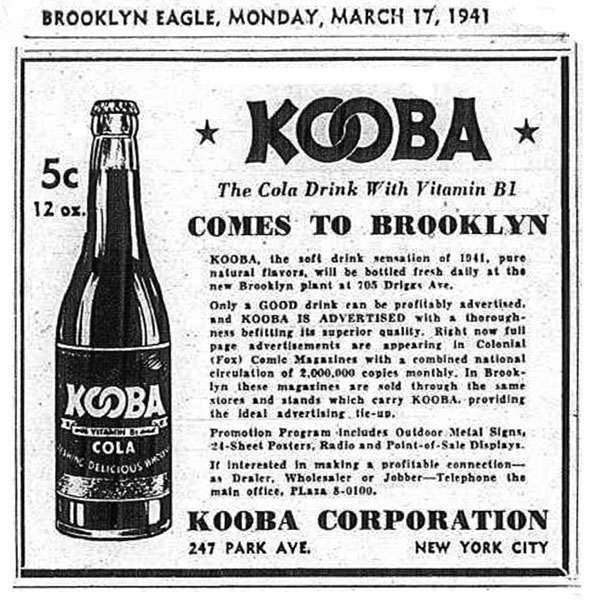 BROOKLYN EAGLE, MONDAY, MARCH 17, 1941
KOOBA
5c
12 oz.
The Cola Drink With Vitamin B1
COMES TO BROOKLYN
KOOBA, the soft drink sensation of 1941, pure
natural flavors, will be bottled fresh daily at the
new Brooklyn plant at 705 Driggs Ave.
Only a GOOD drink can be profitably advertised,
and KOOBA IS ADVERTISED with a thorough-
ness befitting its superior quality. Right now full
page advertisements are appearing in Colonial
(Fox) Comic Magazines with a combined national
circulation of 2,000,000 copies monthly. In Brook-
lyn these magazines are sold through the same
stores and stands which carry KOOBA, providing
the ideal advertising tie-up.
Promotion Program includes Outdoor Metal Signs,
24-Sheet Posters, Radio and Point-of-Sale Displays.
If interested in making a profitable connection—
as Dealer, Wholesaler or Jobber—Telephone the
main office, PLaza 8-0100.
KOOBA CORPORATION
247 PARK AVE. NEW YORK CITY
KOOBA
with VITAMIN B1
COLA
DELICIOUS